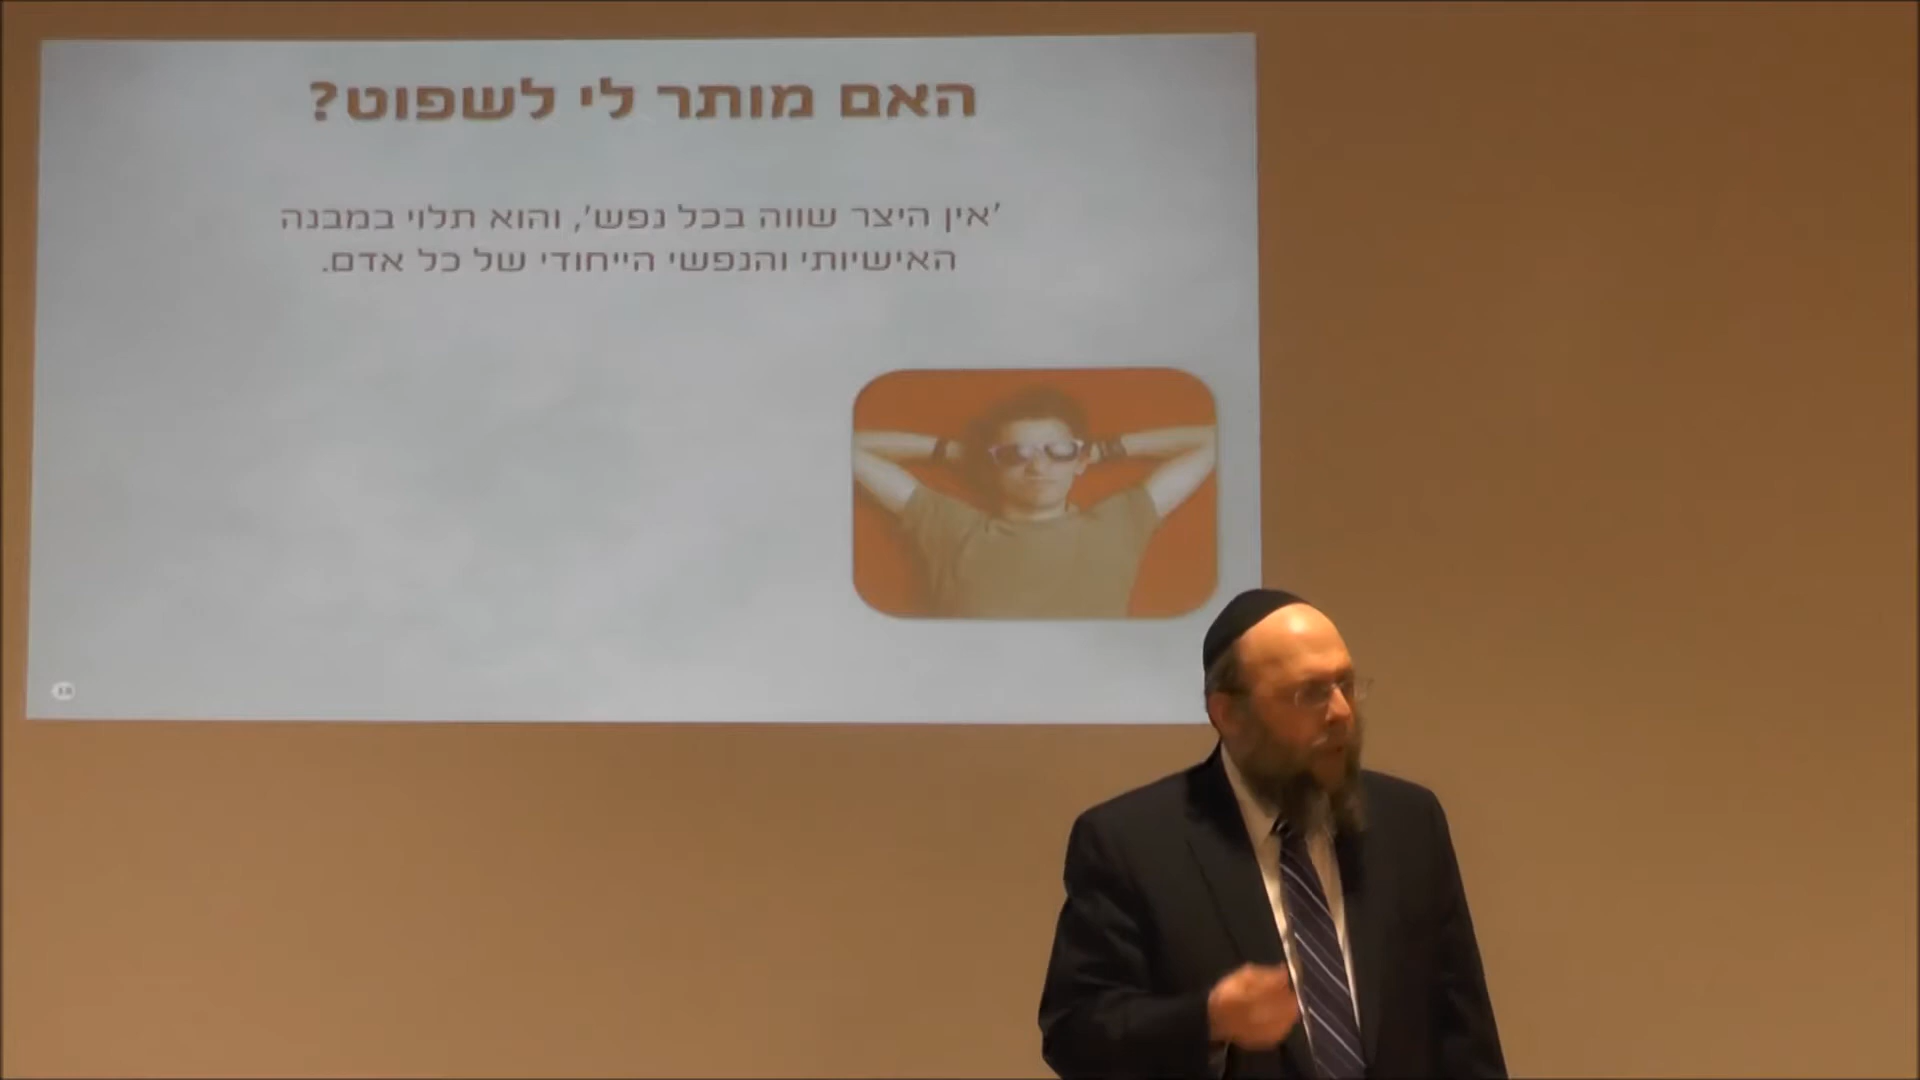 האם מותר לי לשפוט?
'אין היצר שווה בכל נפש', והוא תלוי במבנה
האישיותי והנפשי הייחודי של כל אדם.